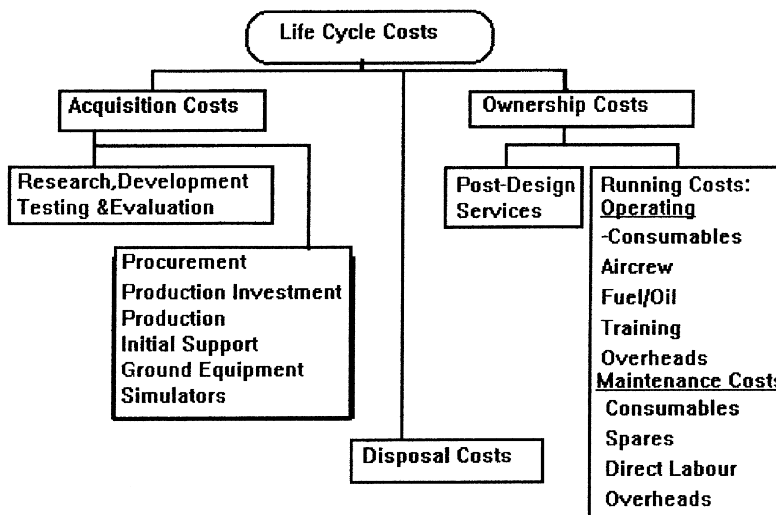 Life Cycle Costs
Acquisition Costs
Ownership Costs
Research,Development
Testing &Evaluation
Procurement
Production Investment
Production
Initial Support
Ground Equipment
Simulators
Disposal Costs
Post-Design
Services
Running Costs:
Operating
-Consumables
Aircrew
Fuel/Oil
Training
Overheads
Maintenance Costs
Consumables
Spares
Direct Labour
Overheads